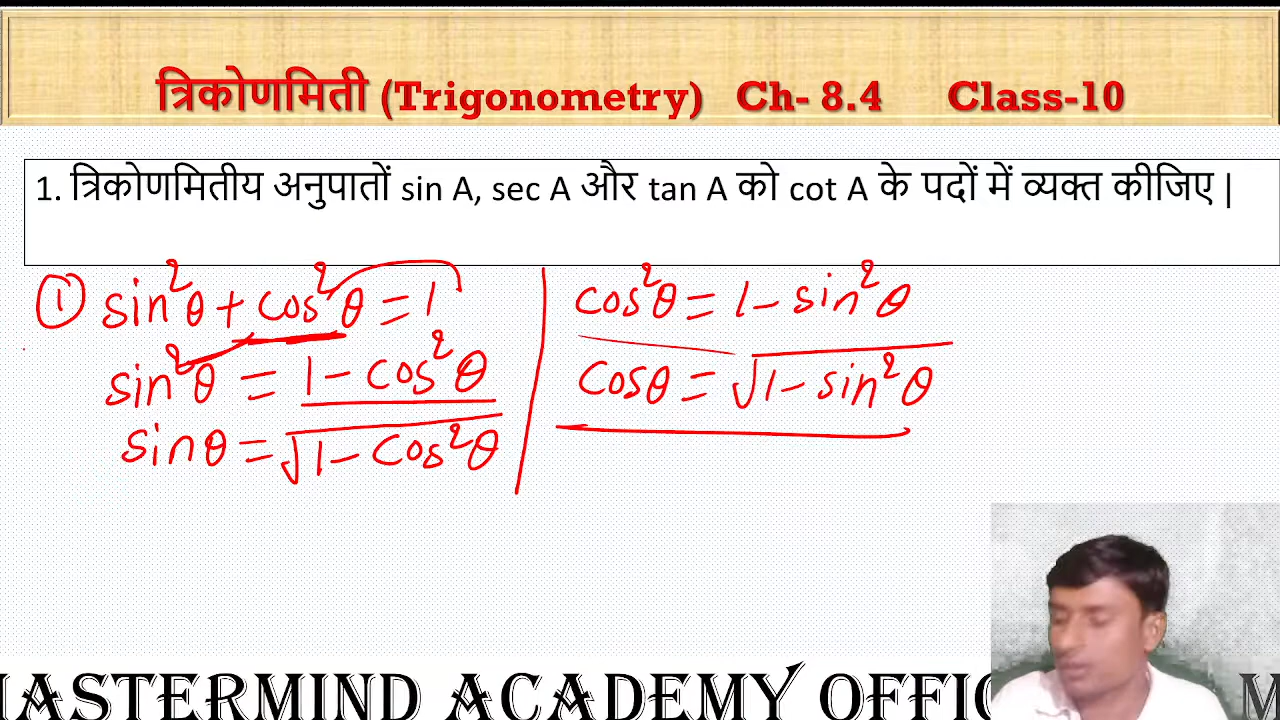 त्रिकोणमिती (Trigonometry) Ch- 8.4 Class-10
1. त्रिकोणमितीय अनुपातों sin A, sec A और tan A को cot A के पदों में व्यक्त कीजिए |
① sin²θ + cos²θ = 1
sin²θ = 1 - cos²θ
sinθ = √1 - cos²θ
cos²θ = 1 - sin²θ
cosθ = √1 - sin²θ
MASTERMIND ACADEMY OFFIC M